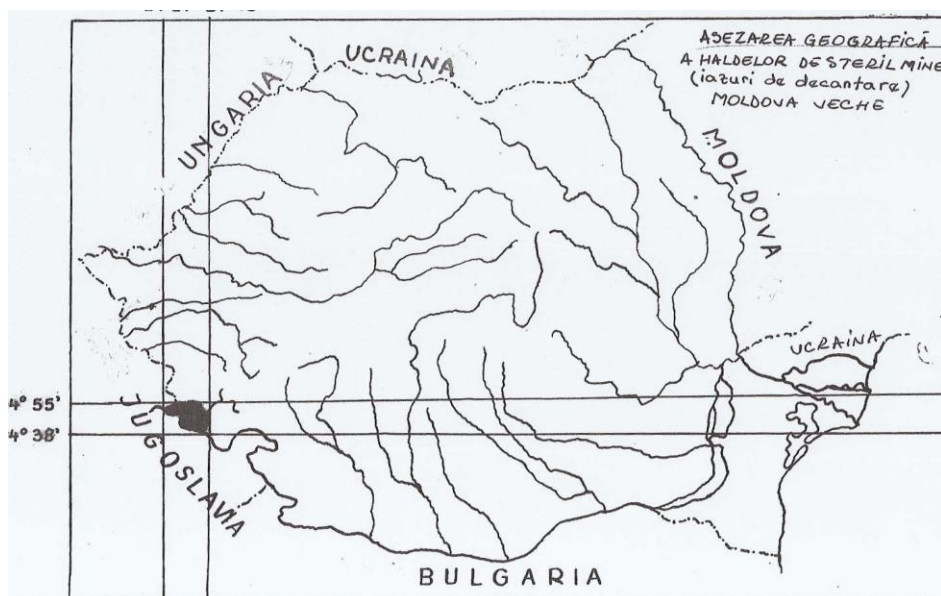 AȘEZAREA GEOGRAFICĂ
A HALDELOR DE STERIL MINE
(iazuri de decantare)
MOLDOVA VECHE
UCRAINA
UNGARIA
MOLDOVA
UCRAINA
4° 55'
4° 38'
JUGOSLAVIA
BULGARIA